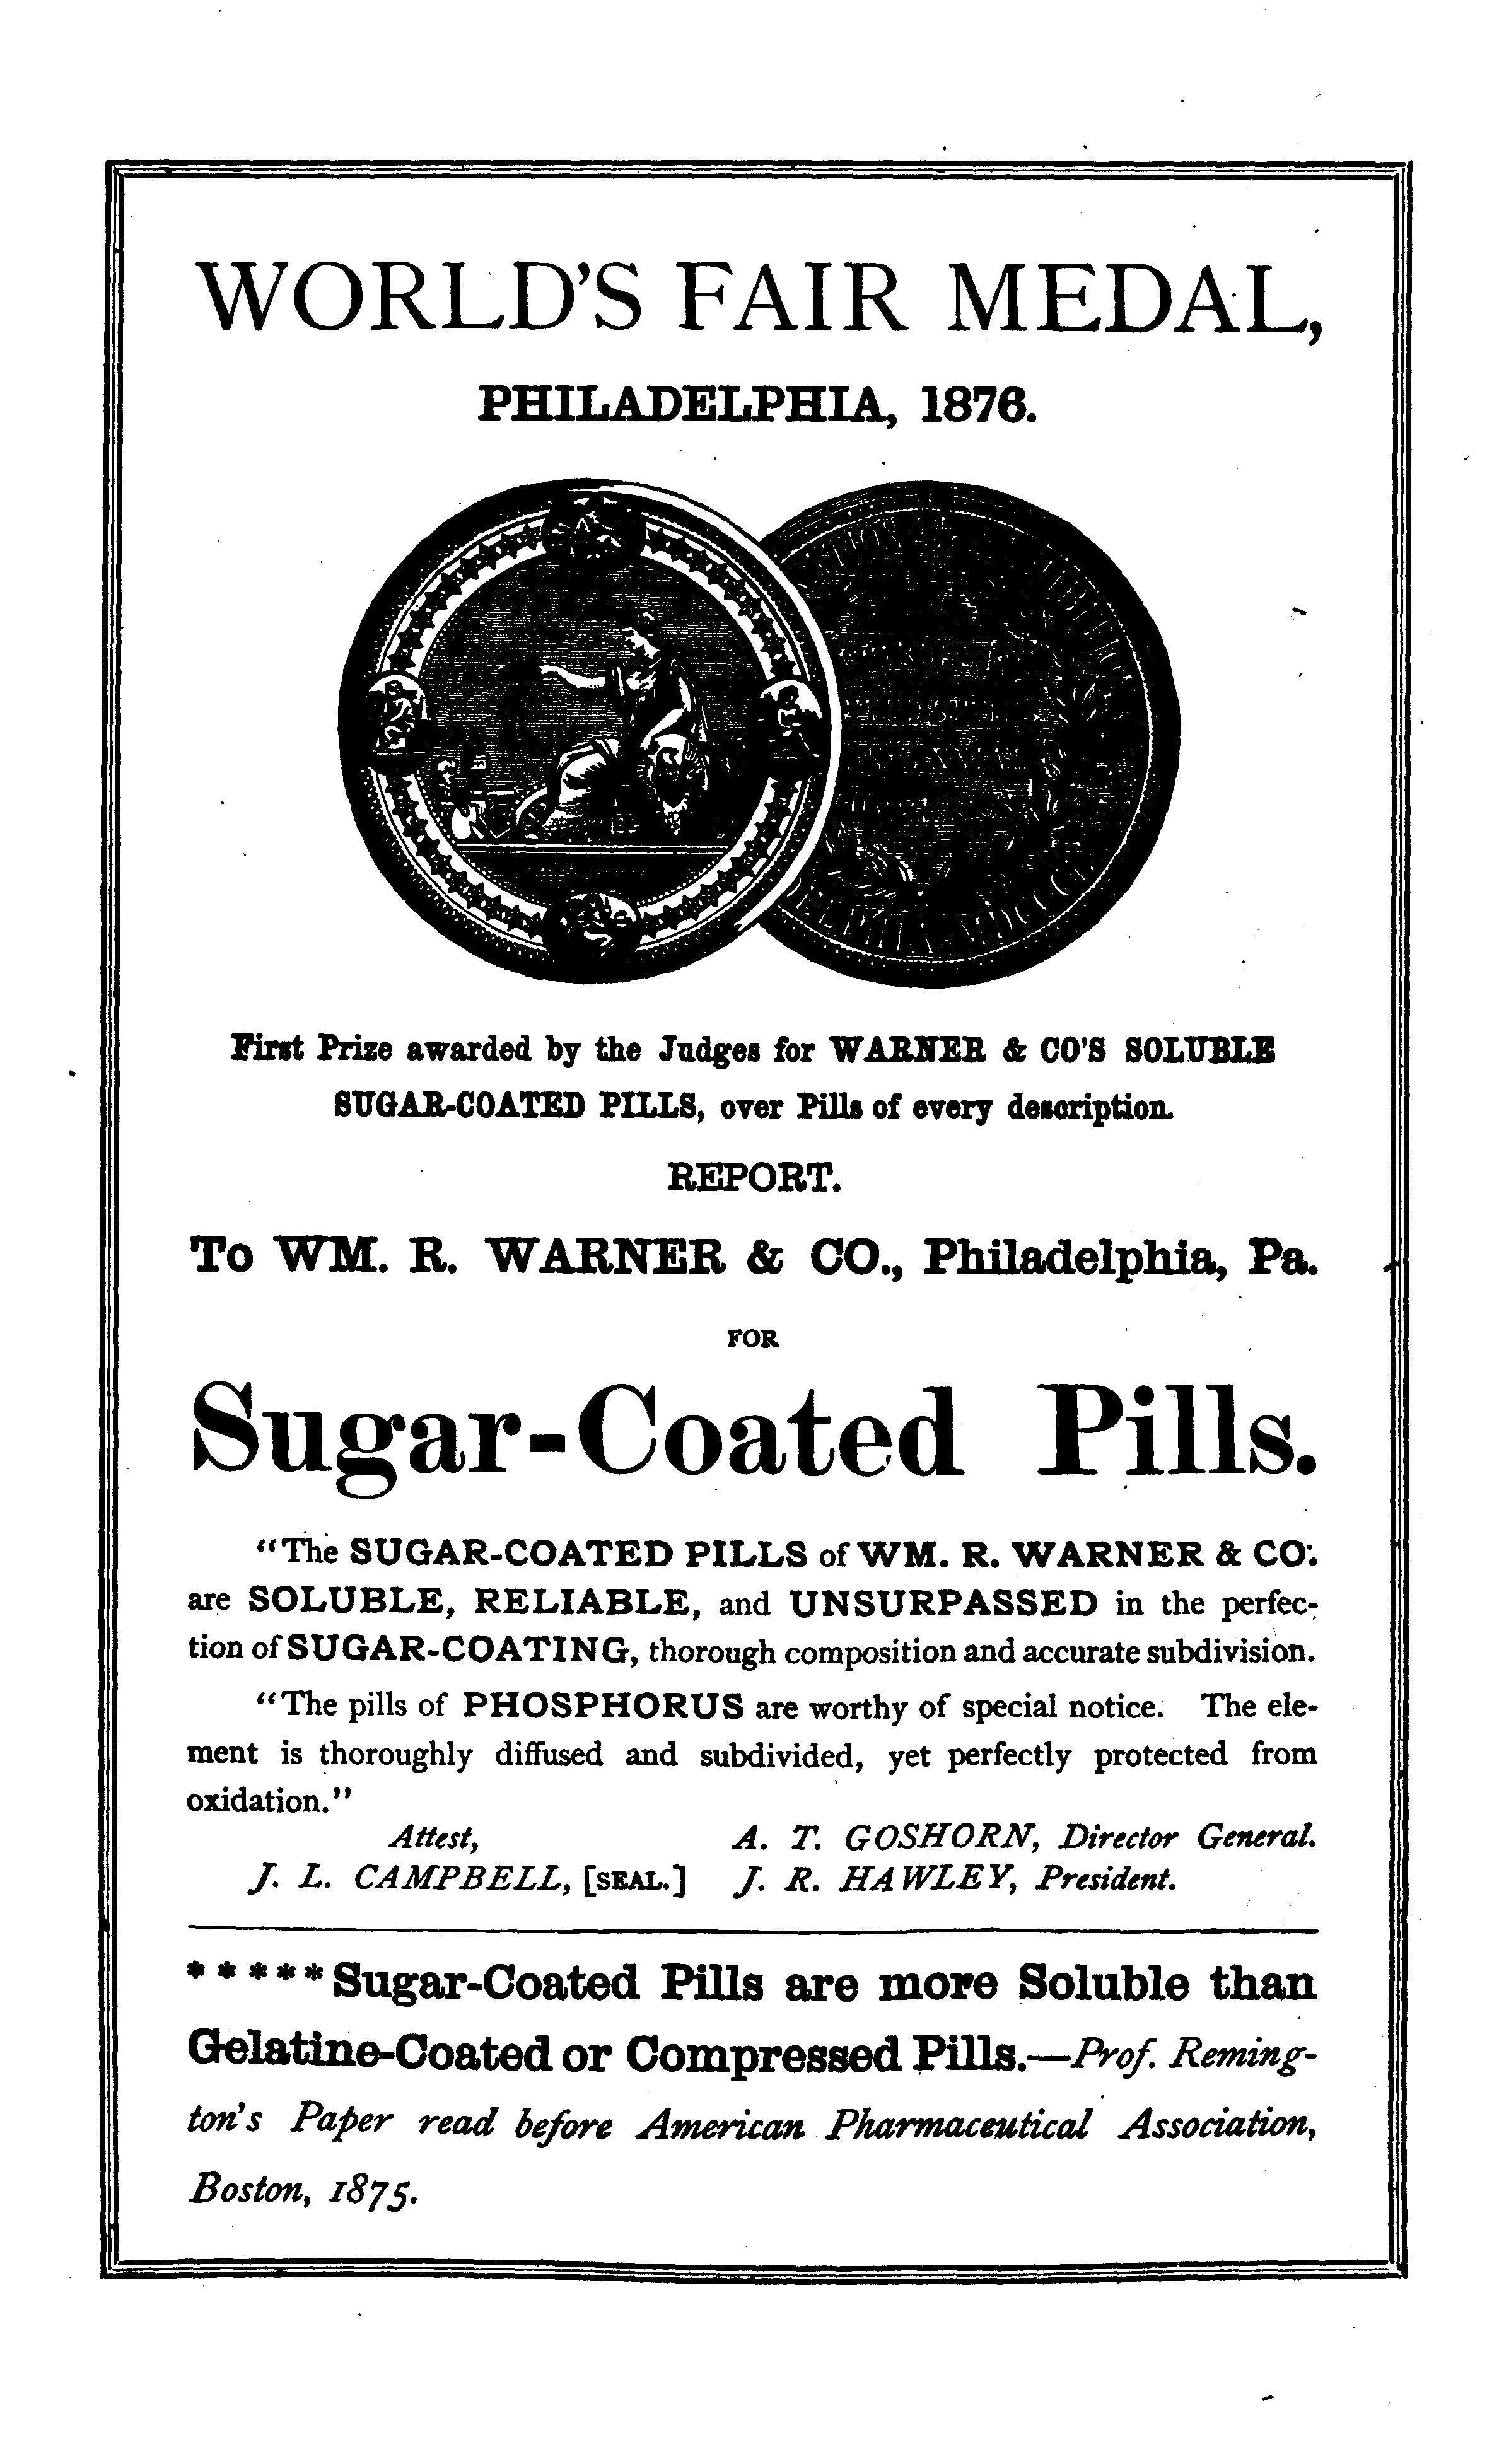 WORLD'S FAIR MEDAL,
PHILADELPHIA, 1876.
First Prize awarded by the Judges for WARNER & CO'S SOLUBLE
SUGAR-COATED PILLS, over Pills of every description.
REPORT.
To WM. R. WARNER & CO., Philadelphia, Pa.
FOR
Sugar-Coated Pills.
"The SUGAR-COATED PILLS of WM. R. WARNER & CO.
are SOLUBLE, RELIABLE, and UNSURPASSED in the perfec-
tion of SUGAR-COATING, thorough composition and accurate subdivision.
"The pills of PHOSPHORUS are worthy of special notice. The ele-
ment is thoroughly diffused and subdivided, yet perfectly protected from
oxidation."
Attest, A. T. GOSHORN, Director General.
J. L. CAMPBELL, [SEAL.] J. R. HAWLEY, President.
* * * * * Sugar-Coated Pills are more Soluble than
Gelatine-Coated or Compressed Pills.—Prof. Reming-
ton's Paper read before American Pharmaceutical Association,
Boston, 1875.